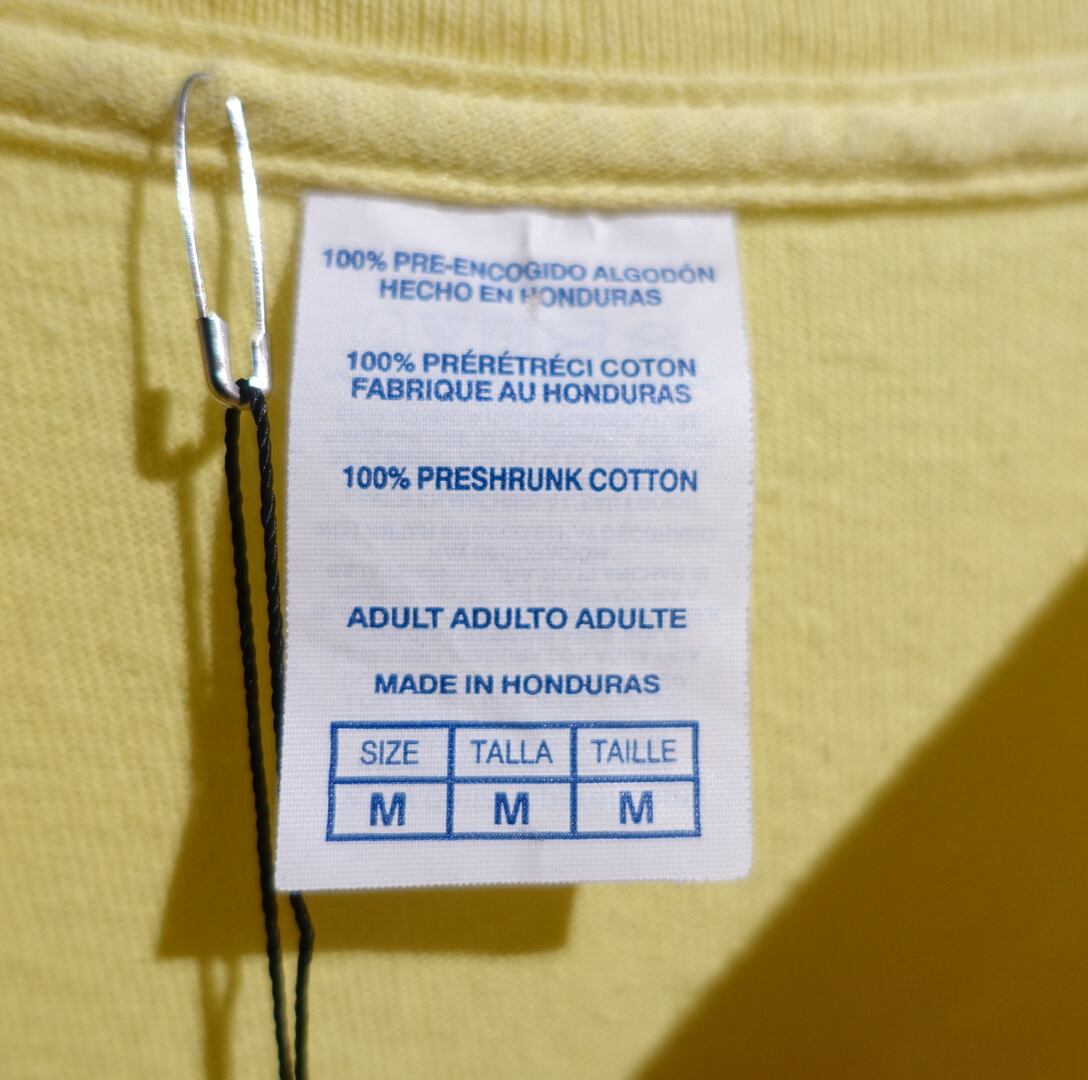 100% PRE-ENCOGIDO ALGODÓN
HECHO EN HONDURAS
100% PRÉRÉTRÉCI COTON
FABRIQUE AU HONDURAS
100% PRESHRUNK COTTON
ADULT ADULTO ADULTE
MADE IN HONDURAS
SIZE TALLA TAILLE
M M M